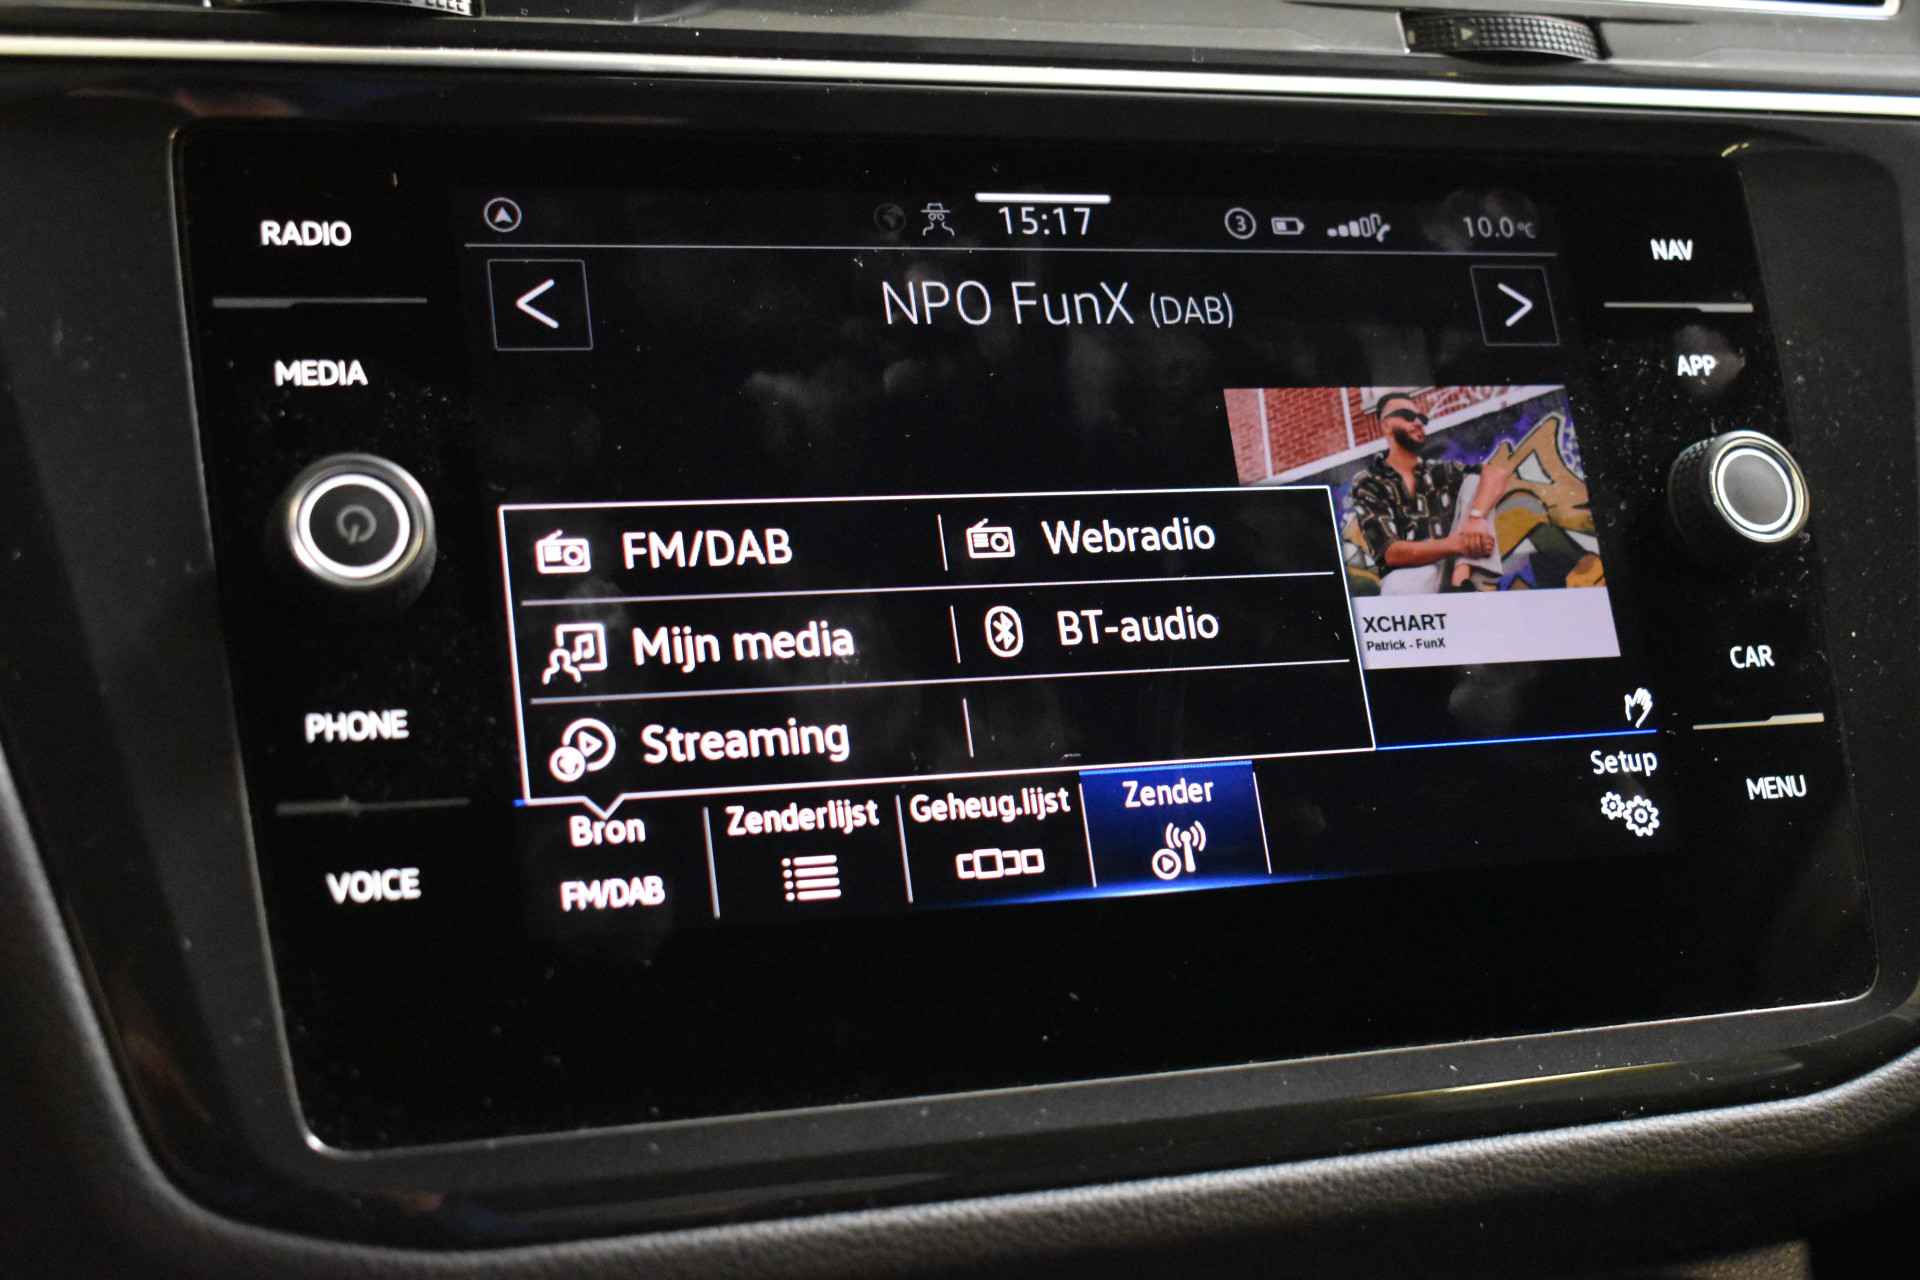 RADIO
MEDIA
PHONE
VOICE
15:17
3
10.0°C
NPO FunX (DAB)
FM/DAB
Webradio
Mijn media
BT-audio
Streaming
XCHART
Patrick - FunX
Bron
FM/DAB
Zenderlijst
Geheug.lijst
Zender
Setup
NAV
APP
CAR
MENU